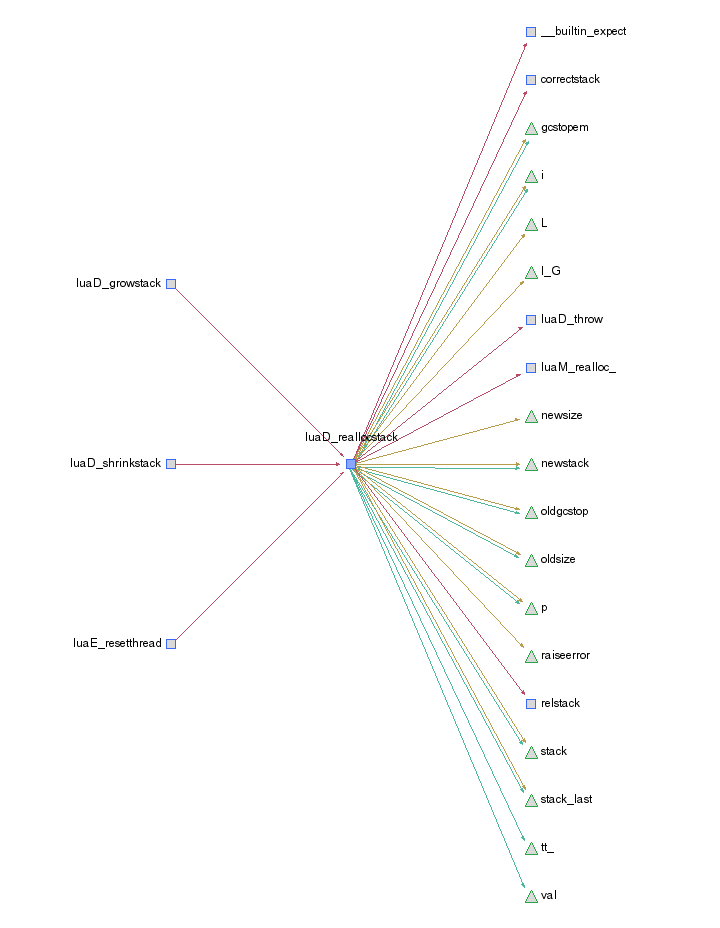 __builtin_expect
correctstack
gcstopem
i
luaD_growstack
L
l_G
luaD_throw
luaM_realloc_
newsize
luaD_reallocstack
luaD_shrinkstack
newstack
oldgcstop
oldsize
p
luaE_resetthread
raiseerror
relstack
stack
stack_last
tt_
val